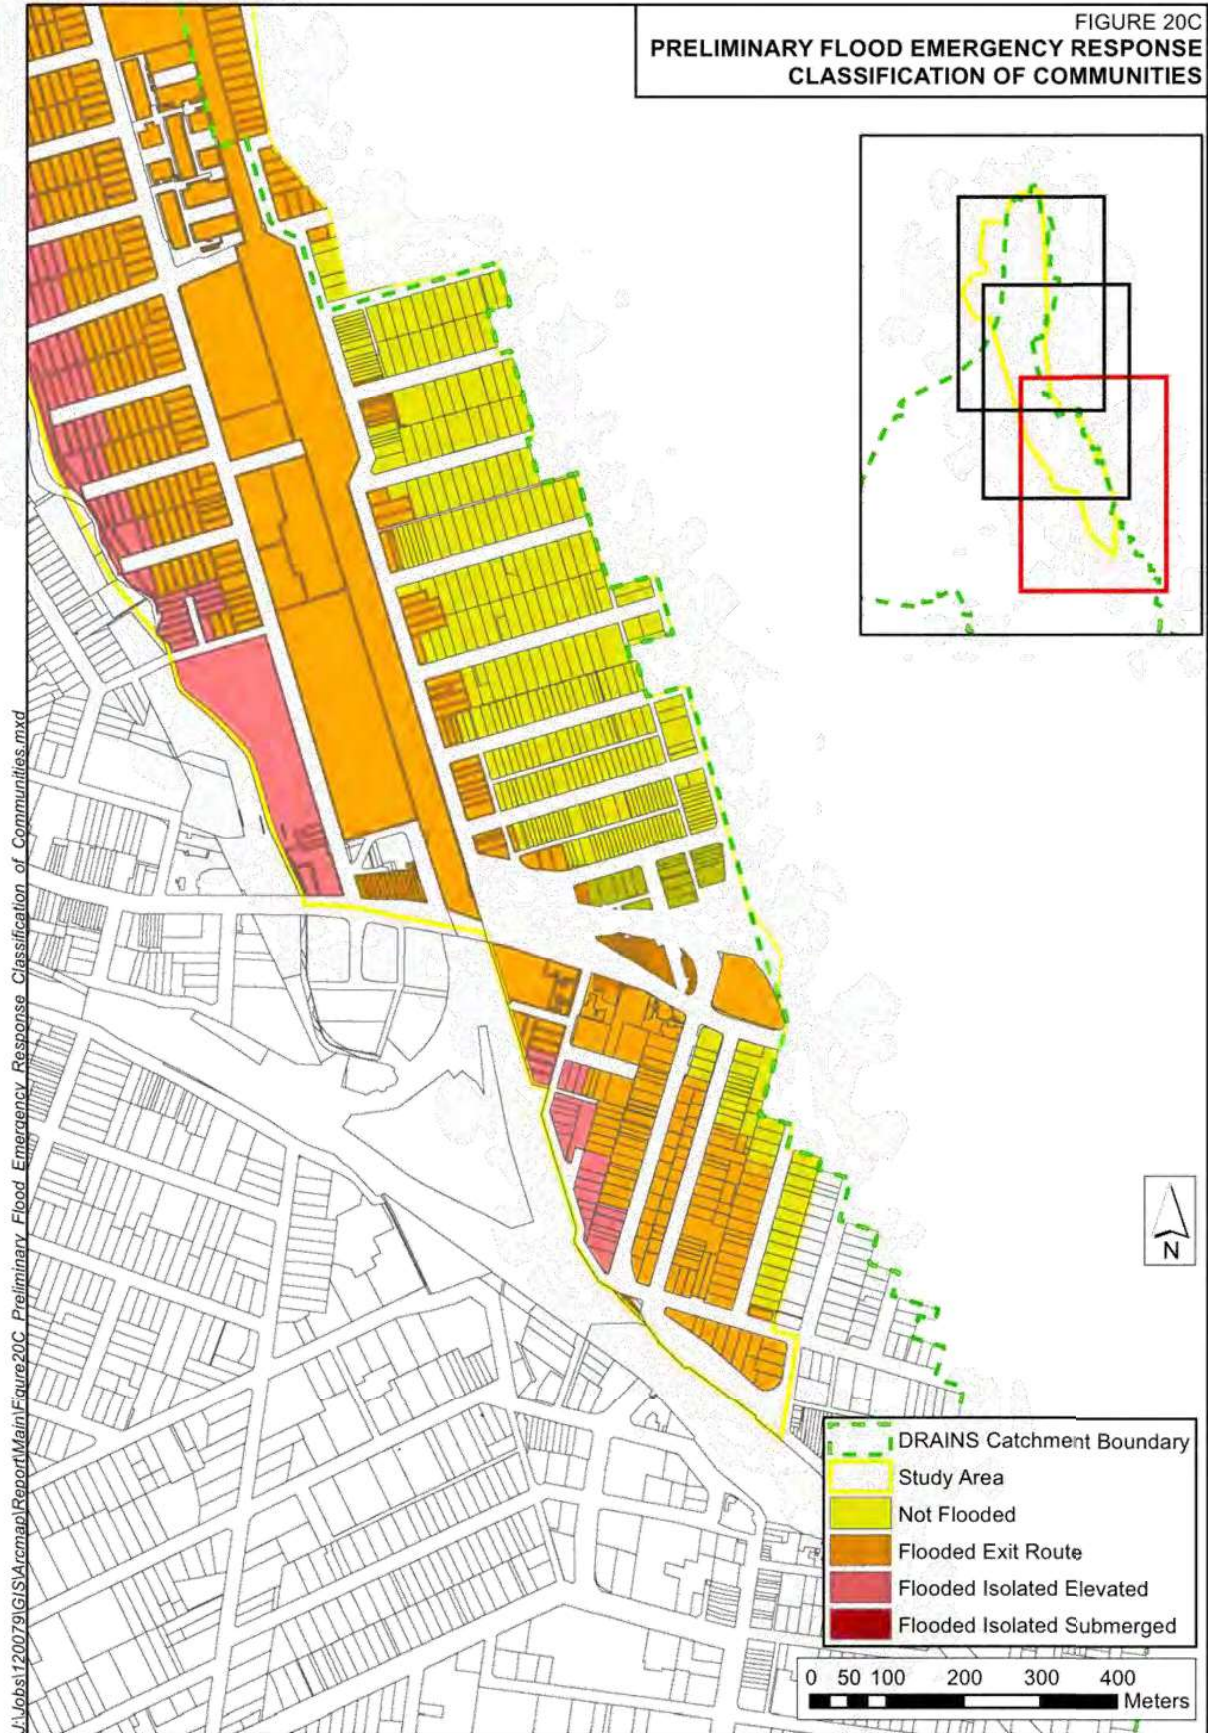 FIGURE 20C
PRELIMINARY FLOOD EMERGENCY RESPONSE
CLASSIFICATION OF COMMUNITIES
J:\Jobs\120079\GIS\Arcmap\Report\Main\Figure20C_Preliminary_Flood_Emergency_Response_Classification_of_Communities.mxd
N
DRAINS Catchment Boundary
Study Area
Not Flooded
Flooded Exit Route
Flooded Isolated Elevated
Flooded Isolated Submerged
0 50 100 200 300 400
Meters